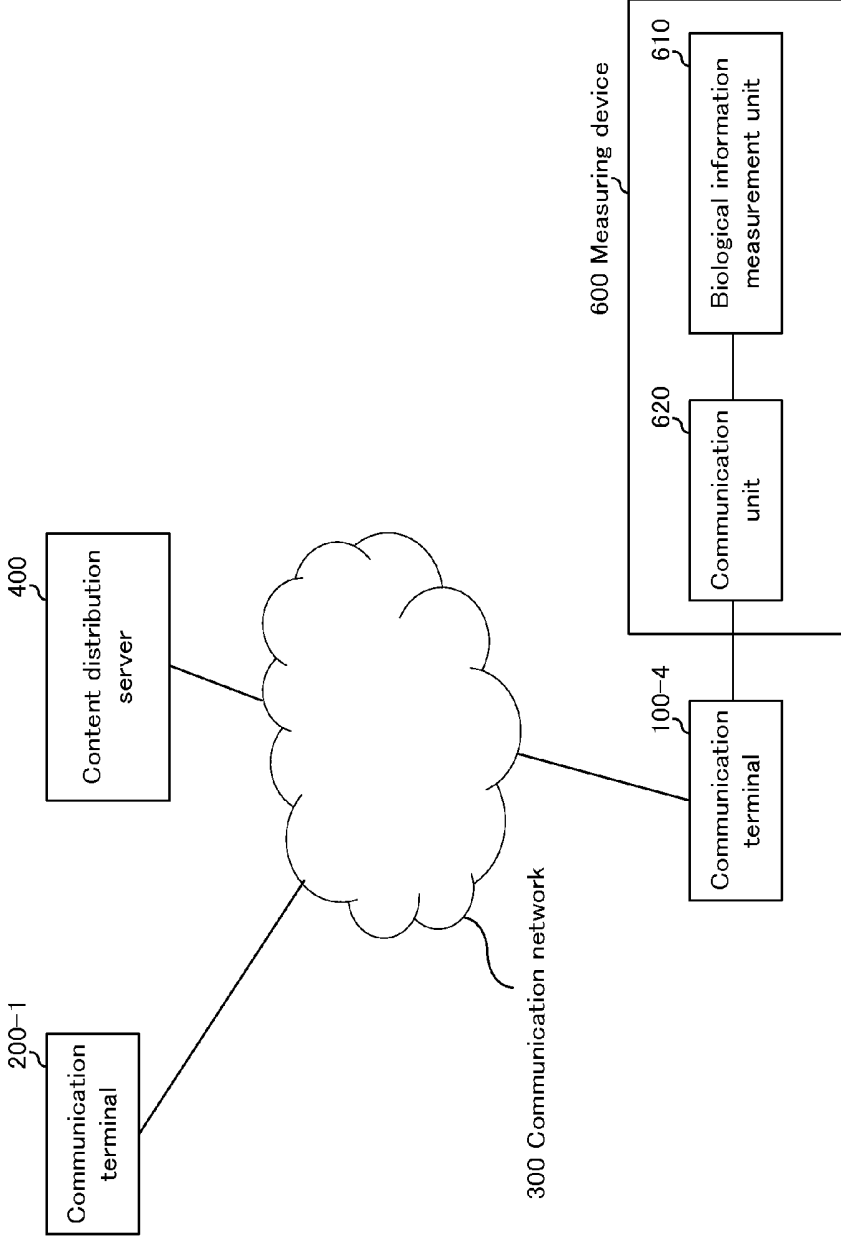 200-1
Communication
terminal
400
Content distribution
server
300 Communication network
100-4
Communication
terminal
600 Measuring device
620
Communication
unit
610
Biological information
measurement unit